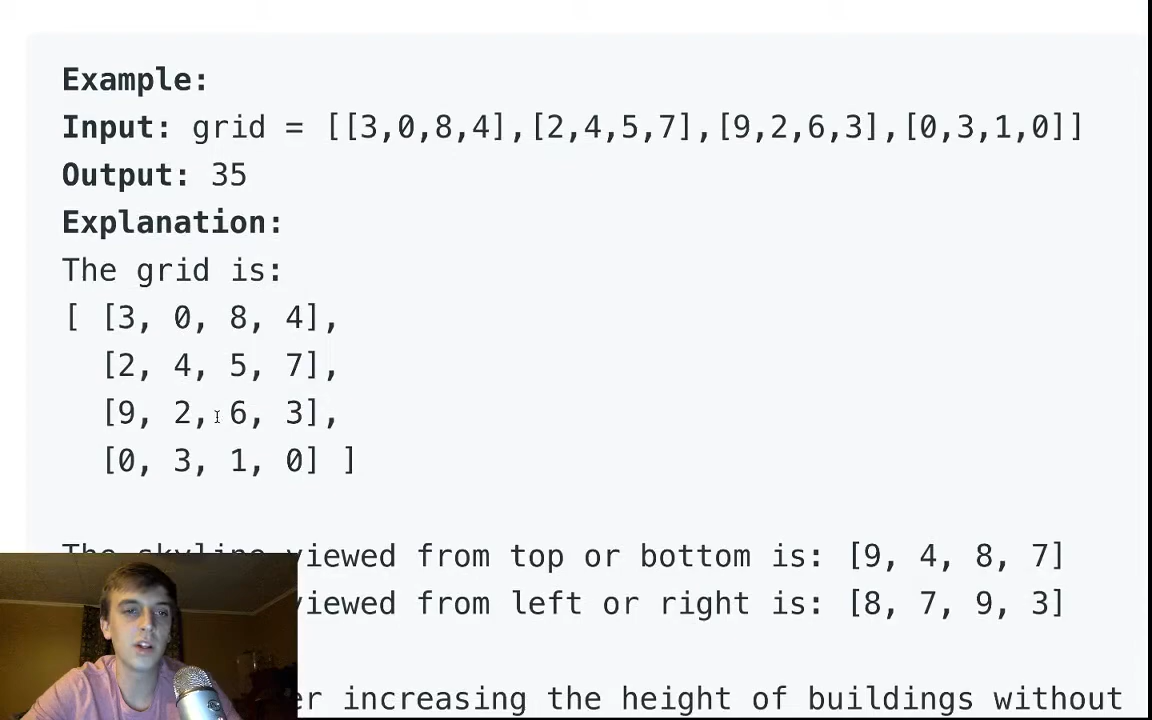 Example:
Input: grid = [[3,0,8,4],[2,4,5,7],[9,2,6,3],[0,3,1,0]]
Output: 35
Explanation:
The grid is:
[ [3, 0, 8, 4],
[2, 4, 5, 7],
[9, 2, 6, 3],
[0, 3, 1, 0] ]
The skyline viewed from top or bottom is: [9, 4, 8, 7]
viewed from left or right is: [8, 7, 9, 3]
increasing the height of buildings without